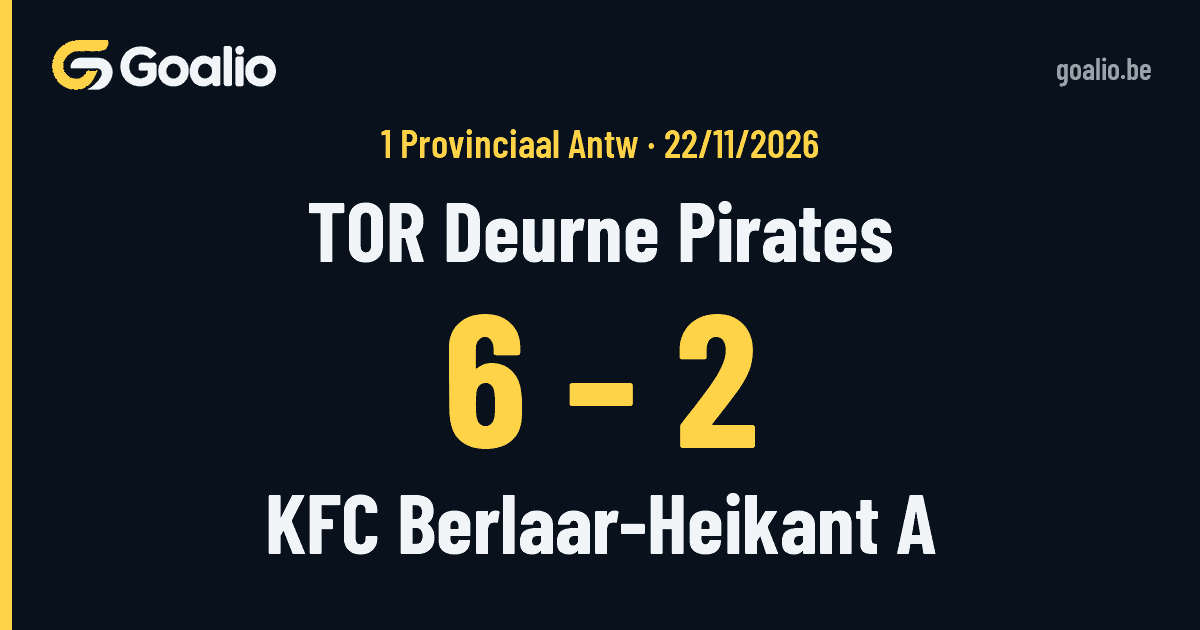 Goalio
goalio.be
1 Provinciaal Antw · 22/11/2026
TOR Deurne Pirates
6 – 2
KFC Berlaar-Heikant A